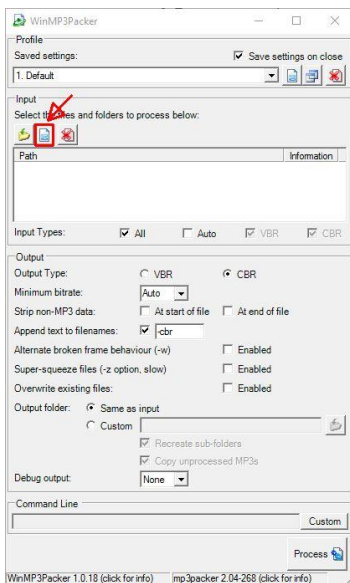 WinMP3Packer
Profile
Saved settings:
Save settings on close
1. Default
Input
Select the files and folders to process below:
Path
Information
Input Types:
All
Auto
VBR
CBR
Output
Output Type:
VBR
CBR
Minimum bitrate:
Auto
Strip non-MP3 data:
At start of file
At end of file
Append text to filenames:
-cbr
Alternate broken frame behaviour (-w)
Enabled
Super-squeeze files (-z option, slow)
Enabled
Overwrite existing files:
Enabled
Output folder:
Same as input
Custom
Recreate sub-folders
Copy unprocessed MP3s
Debug output:
None
Command Line
Custom
Process
WinMP3Packer 1.0.18 (click for info)
mp3packer 2.04-268 (click for info)